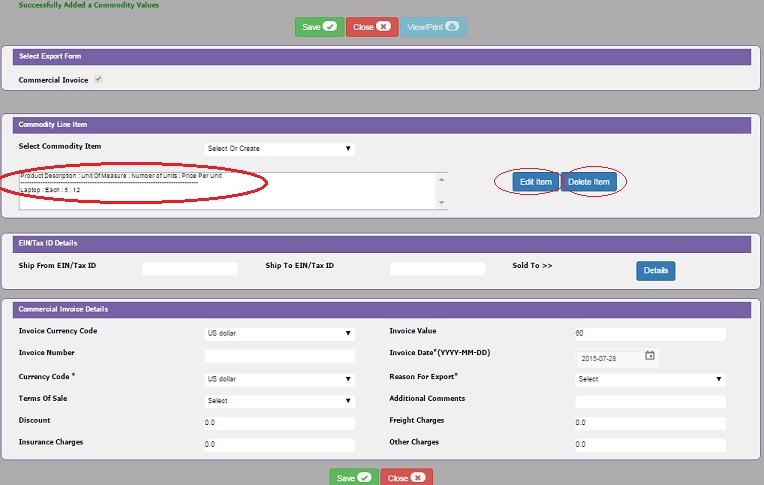 Successfully Added a Commodity Values
Save Close View/Print
Select Export Form
Commercial Invoice
Commodity Line Item
Select Commodity Item Select Or Create
Product Description : Unit Of Measure : Number of Units : Price Per Unit
Laptop : Each : 5 : 12
Edit Item Delete Item
EIN/Tax ID Details
Ship From EIN/Tax ID Ship To EIN/Tax ID Sold To >> Details
Commercial Invoice Details
Invoice Currency Code US dollar Invoice Value 60
Invoice Number Invoice Date*(YYYY-MM-DD) 2015-07-28
Currency Code * US dollar Reason For Export* Select
Terms Of Sale Select Additional Comments
Discount 0.0 Freight Charges 0.0
Insurance Charges 0.0 Other Charges 0.0
Save Close